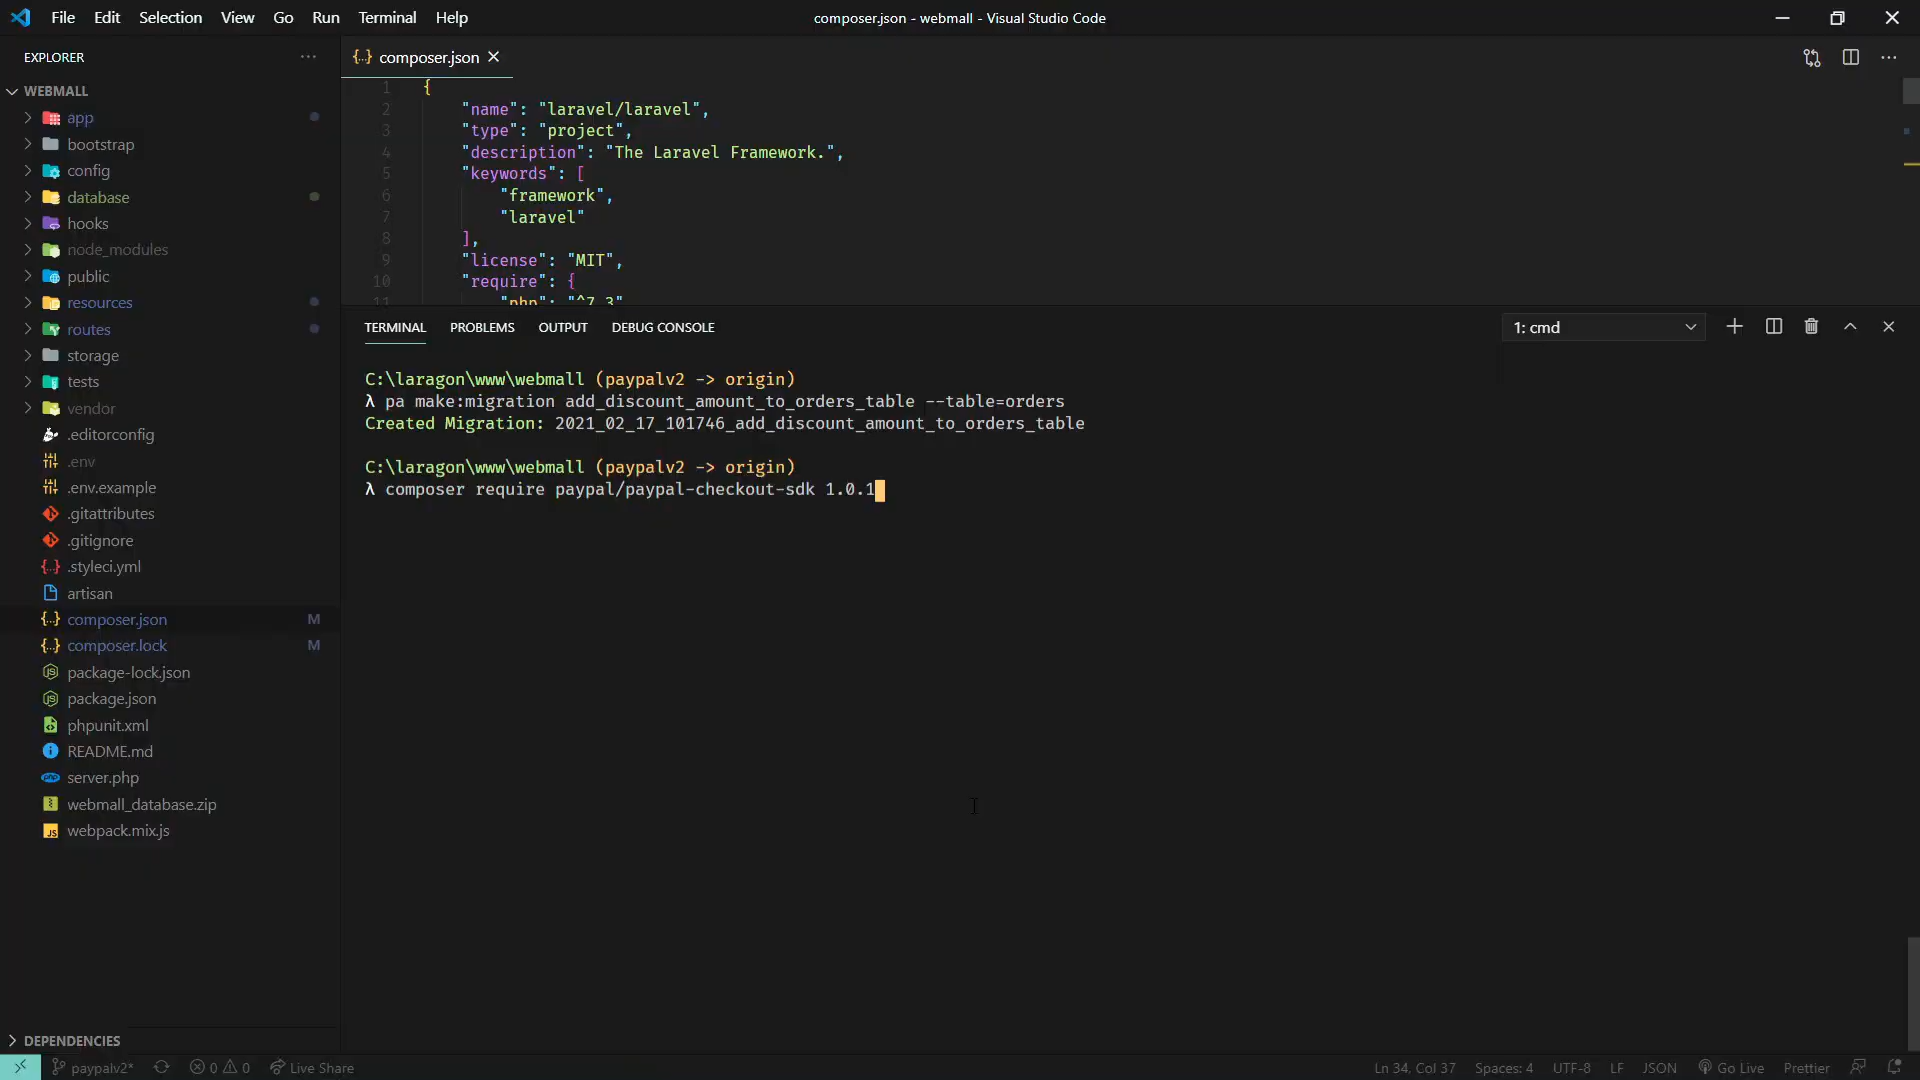 File Edit Selection View Go Run Terminal Help
composer.json - webmall - Visual Studio Code
EXPLORER
WEBMALL
app
bootstrap
config
database
hooks
node_modules
public
resources
routes
storage
tests
vendor
.editorconfig
.env
.env.example
.gitattributes
.gitignore
.styleci.yml
artisan
composer.json M
composer.lock M
package-lock.json
package.json
phpunit.xml
README.md
server.php
webmall_database.zip
webpack.mix.js
DEPENDENCIES
composer.json
1 {
2 "name": "laravel/laravel",
3 "type": "project",
4 "description": "The Laravel Framework.",
5 "keywords": [
6 "framework",
7 "laravel"
8 ],
9 "license": "MIT",
10 "require": {
11 "php": "^7.3"
TERMINAL PROBLEMS OUTPUT DEBUG CONSOLE
1: cmd
C:\laragon\www\webmall (paypalv2 -> origin)
λ pa make:migration add_discount_amount_to_orders_table --table=orders
Created Migration: 2021_02_17_101746_add_discount_amount_to_orders_table
C:\laragon\www\webmall (paypalv2 -> origin)
λ composer require paypal/paypal-checkout-sdk 1.0.1
paypalv2* 0 0 Live Share
Ln 34, Col 37 Spaces: 4 UTF-8 LF JSON Go Live Prettier